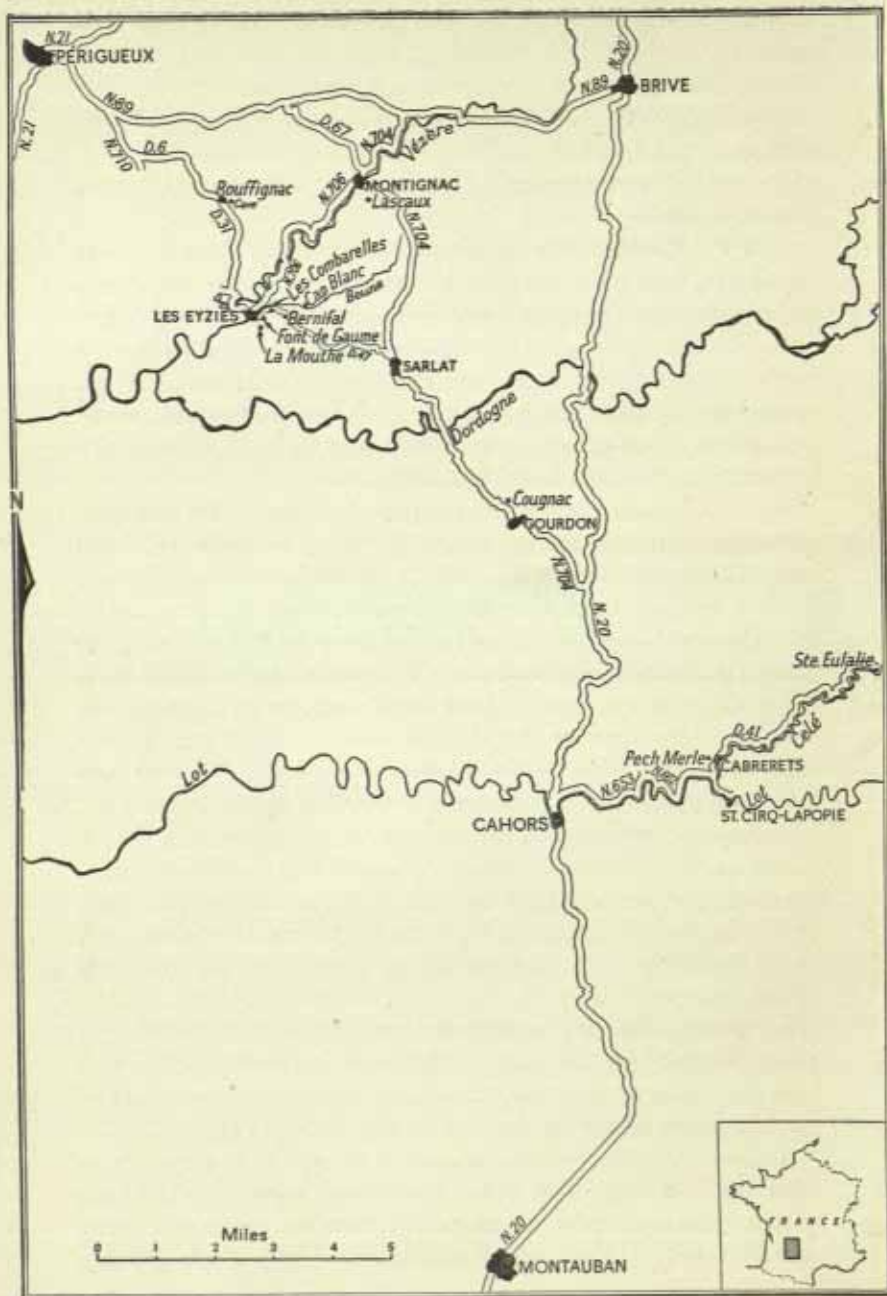 N.21
PÉRIGUEUX
N.20
N.89
BRIVE
N.89
N.21
D.67
N.704
Vézère
N.710
D.6
Rouffignac
Cave
N.706
MONTIGNAC
Lascaux
D.31
N.704
Les Combarelles
Cap Blanc
LES EYZIES
Bernifal
Font de Gaume
La Mouthe
SARLAT
Dordogne
N
Cougnac
GOURDON
N.704
N.20
Ste. Eulalie
D.41
Celé
Pech Merle
CABRERETS
Lot
N.653
Lot
ST. CIRQ-LAPOPIE
CAHORS
FRANCE
N.20
Miles
0 1 2 3 4 5
MONTAUBAN